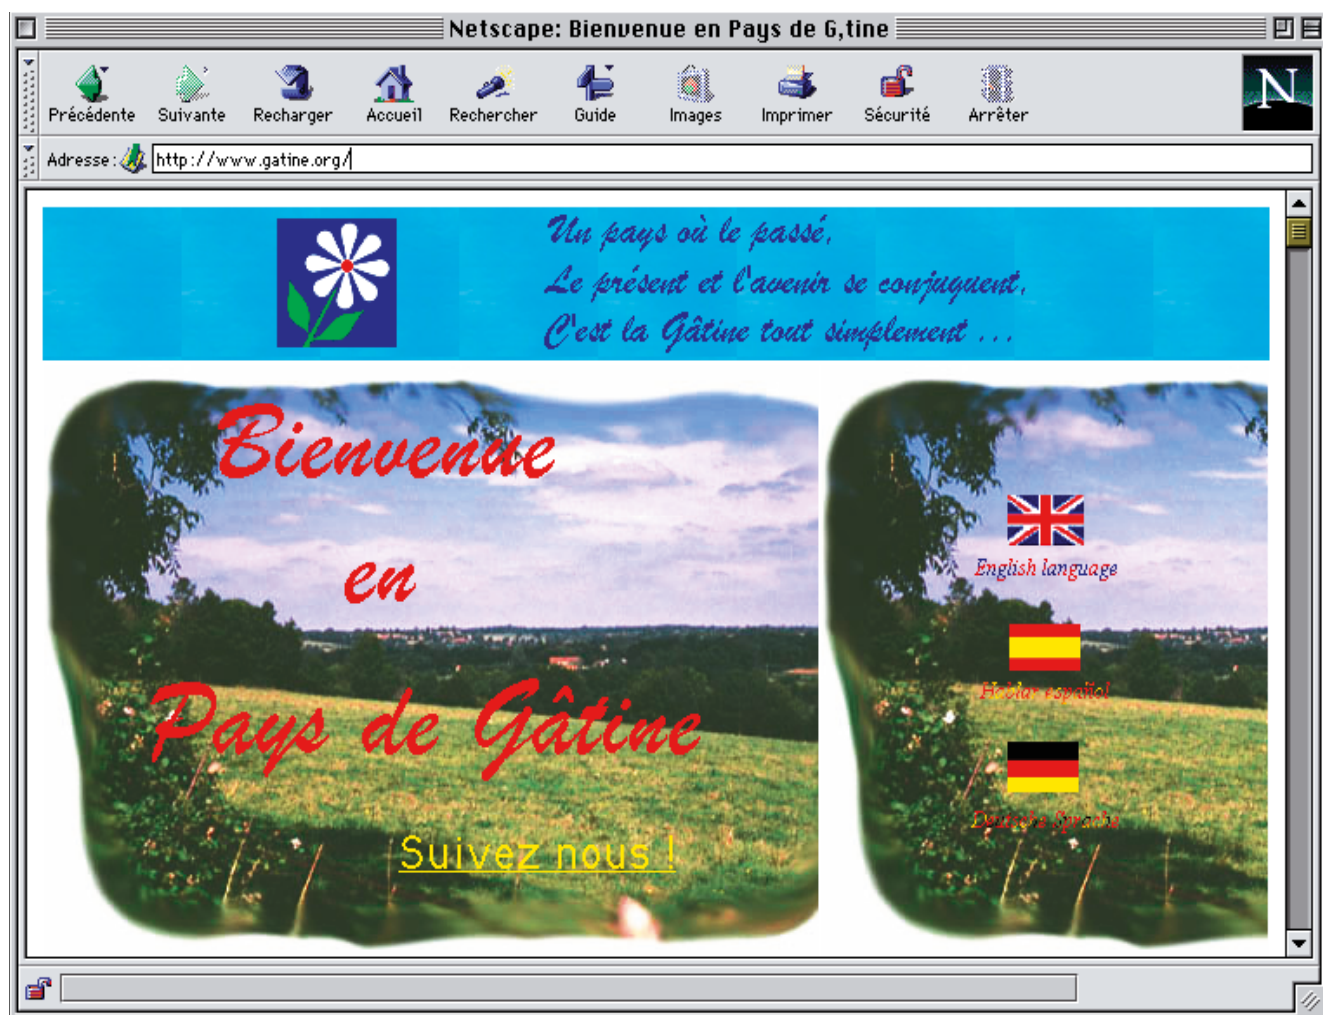 Netscape: Bienvenue en Pays de G,tine
Précédente Suivante Recharger Accueil Rechercher Guide Images Imprimer Sécurité Arrêter
N
Adresse: http://www.gatine.org/
Un pays où le passé,
Le présent et l'avenir se conjuguent,
C'est la Gâtine tout simplement ...
Bienvenue
en
Pays de Gâtine
Suivez nous !
English language
Hablar español
Deutsche Sprache